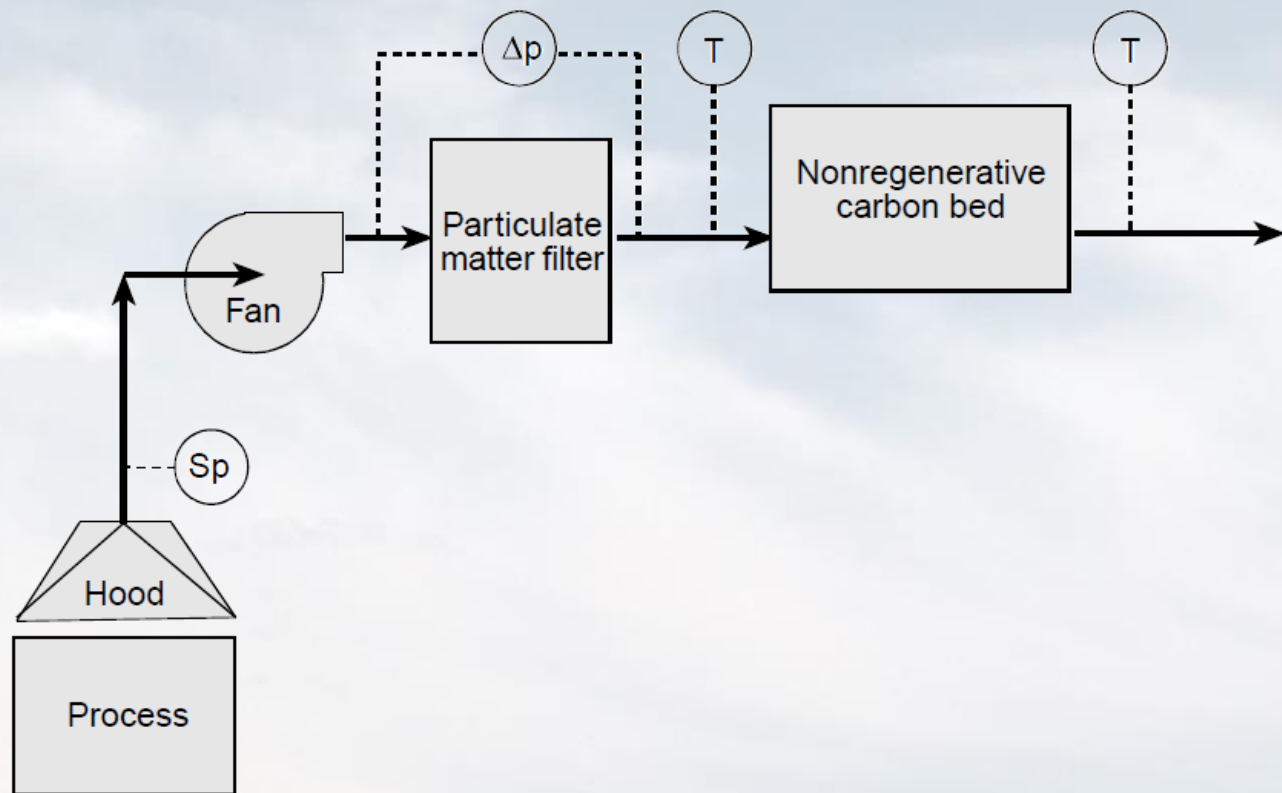 Δp
T
T
Nonregenerative
carbon bed
Particulate
matter filter
Fan
Sp
Hood
Process